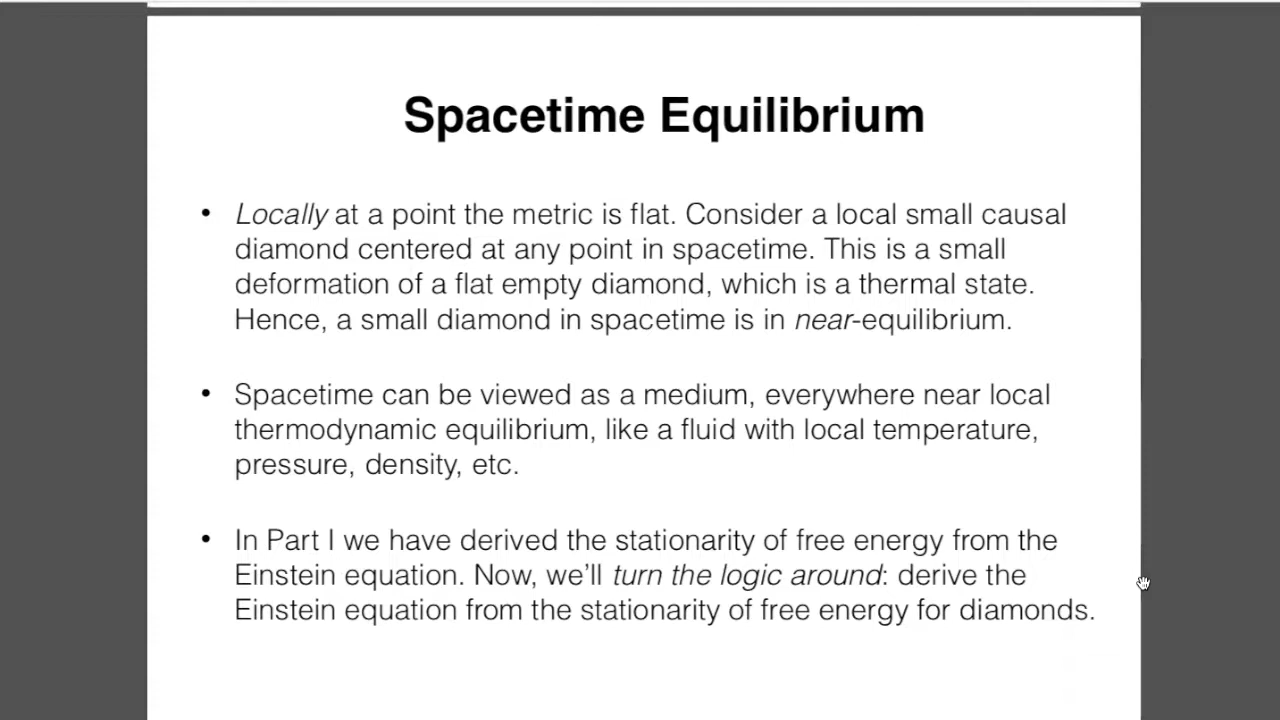 Spacetime Equilibrium
• Locally at a point the metric is flat. Consider a local small causal
diamond centered at any point in spacetime. This is a small
deformation of a flat empty diamond, which is a thermal state.
Hence, a small diamond in spacetime is in near-equilibrium.
• Spacetime can be viewed as a medium, everywhere near local
thermodynamic equilibrium, like a fluid with local temperature,
pressure, density, etc.
• In Part I we have derived the stationarity of free energy from the
Einstein equation. Now, we’ll turn the logic around: derive the
Einstein equation from the stationarity of free energy for diamonds.